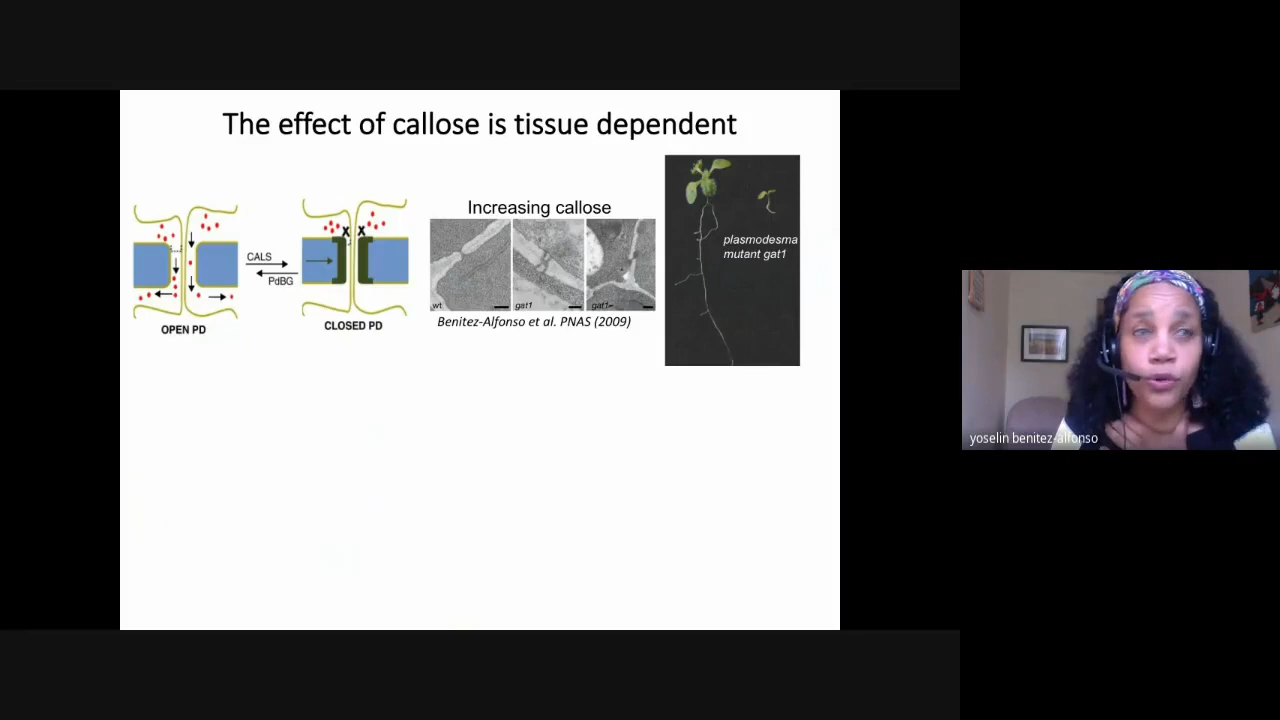 The effect of callose is tissue dependent
CALS
PdBG
OPEN PD
X X
CLOSED PD
Increasing callose
wt
gat1
gat1
Benitez-Alfonso et al. PNAS (2009)
plasmodesma
mutant gat1
yoselin benitez-alfonso